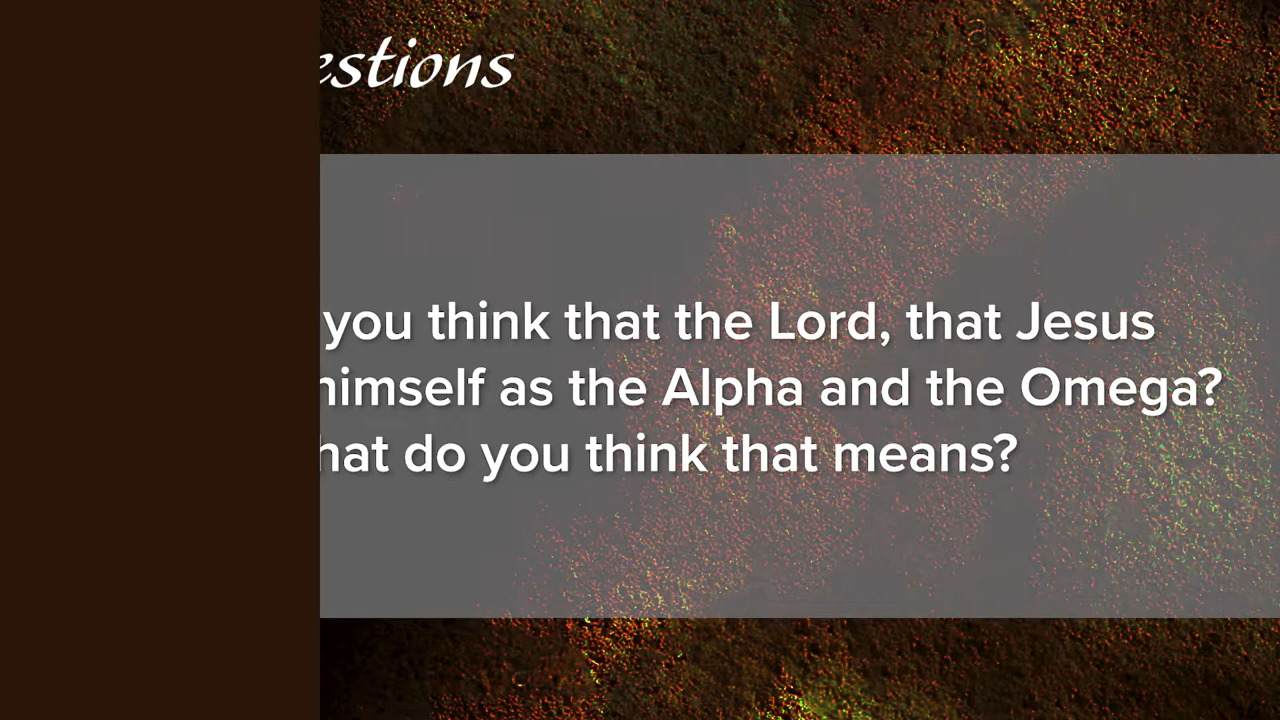 estions
you think that the Lord, that Jesus
himself as the Alpha and the Omega?
hat do you think that means?